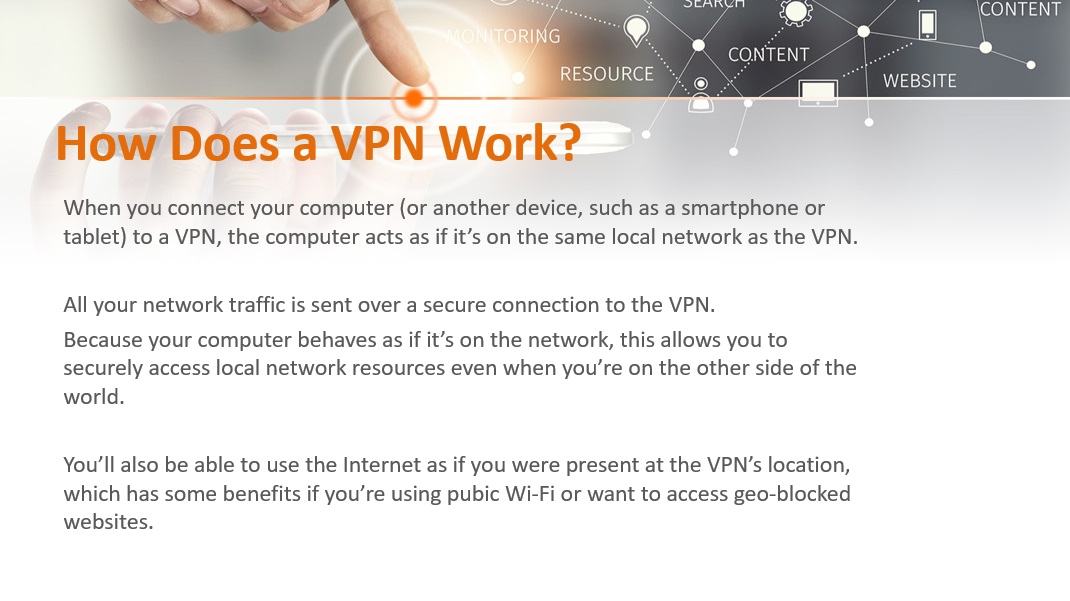 SEARCH
CONTENT
MONITORING
CONTENT
RESOURCE
WEBSITE
How Does a VPN Work?
When you connect your computer (or another device, such as a smartphone or
tablet) to a VPN, the computer acts as if it’s on the same local network as the VPN.
All your network traffic is sent over a secure connection to the VPN.
Because your computer behaves as if it’s on the network, this allows you to
securely access local network resources even when you’re on the other side of the
world.
You’ll also be able to use the Internet as if you were present at the VPN’s location,
which has some benefits if you’re using pubic Wi-Fi or want to access geo-blocked
websites.